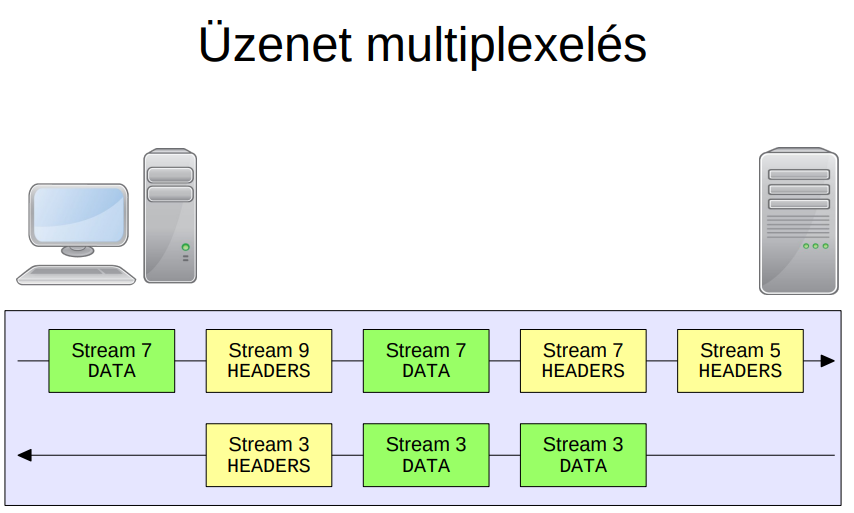 Üzenet multiplexelés
Stream 7
DATA
Stream 9
HEADERS
Stream 7
DATA
Stream 7
HEADERS
Stream 5
HEADERS
Stream 3
HEADERS
Stream 3
DATA
Stream 3
DATA